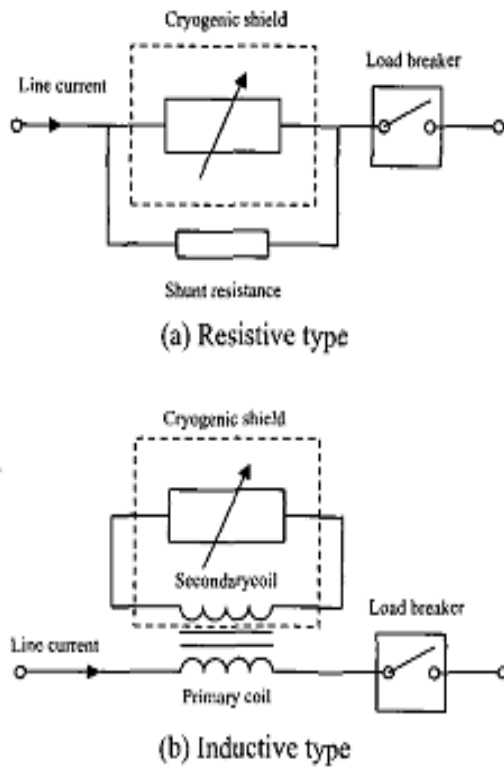 Cryogenic shield
Load breaker
Line current
Shunt resistance
(a) Resistive type
Cryogenic shield
Secondarycoil
Load breaker
Line current
Primary coil
(b) Inductive type